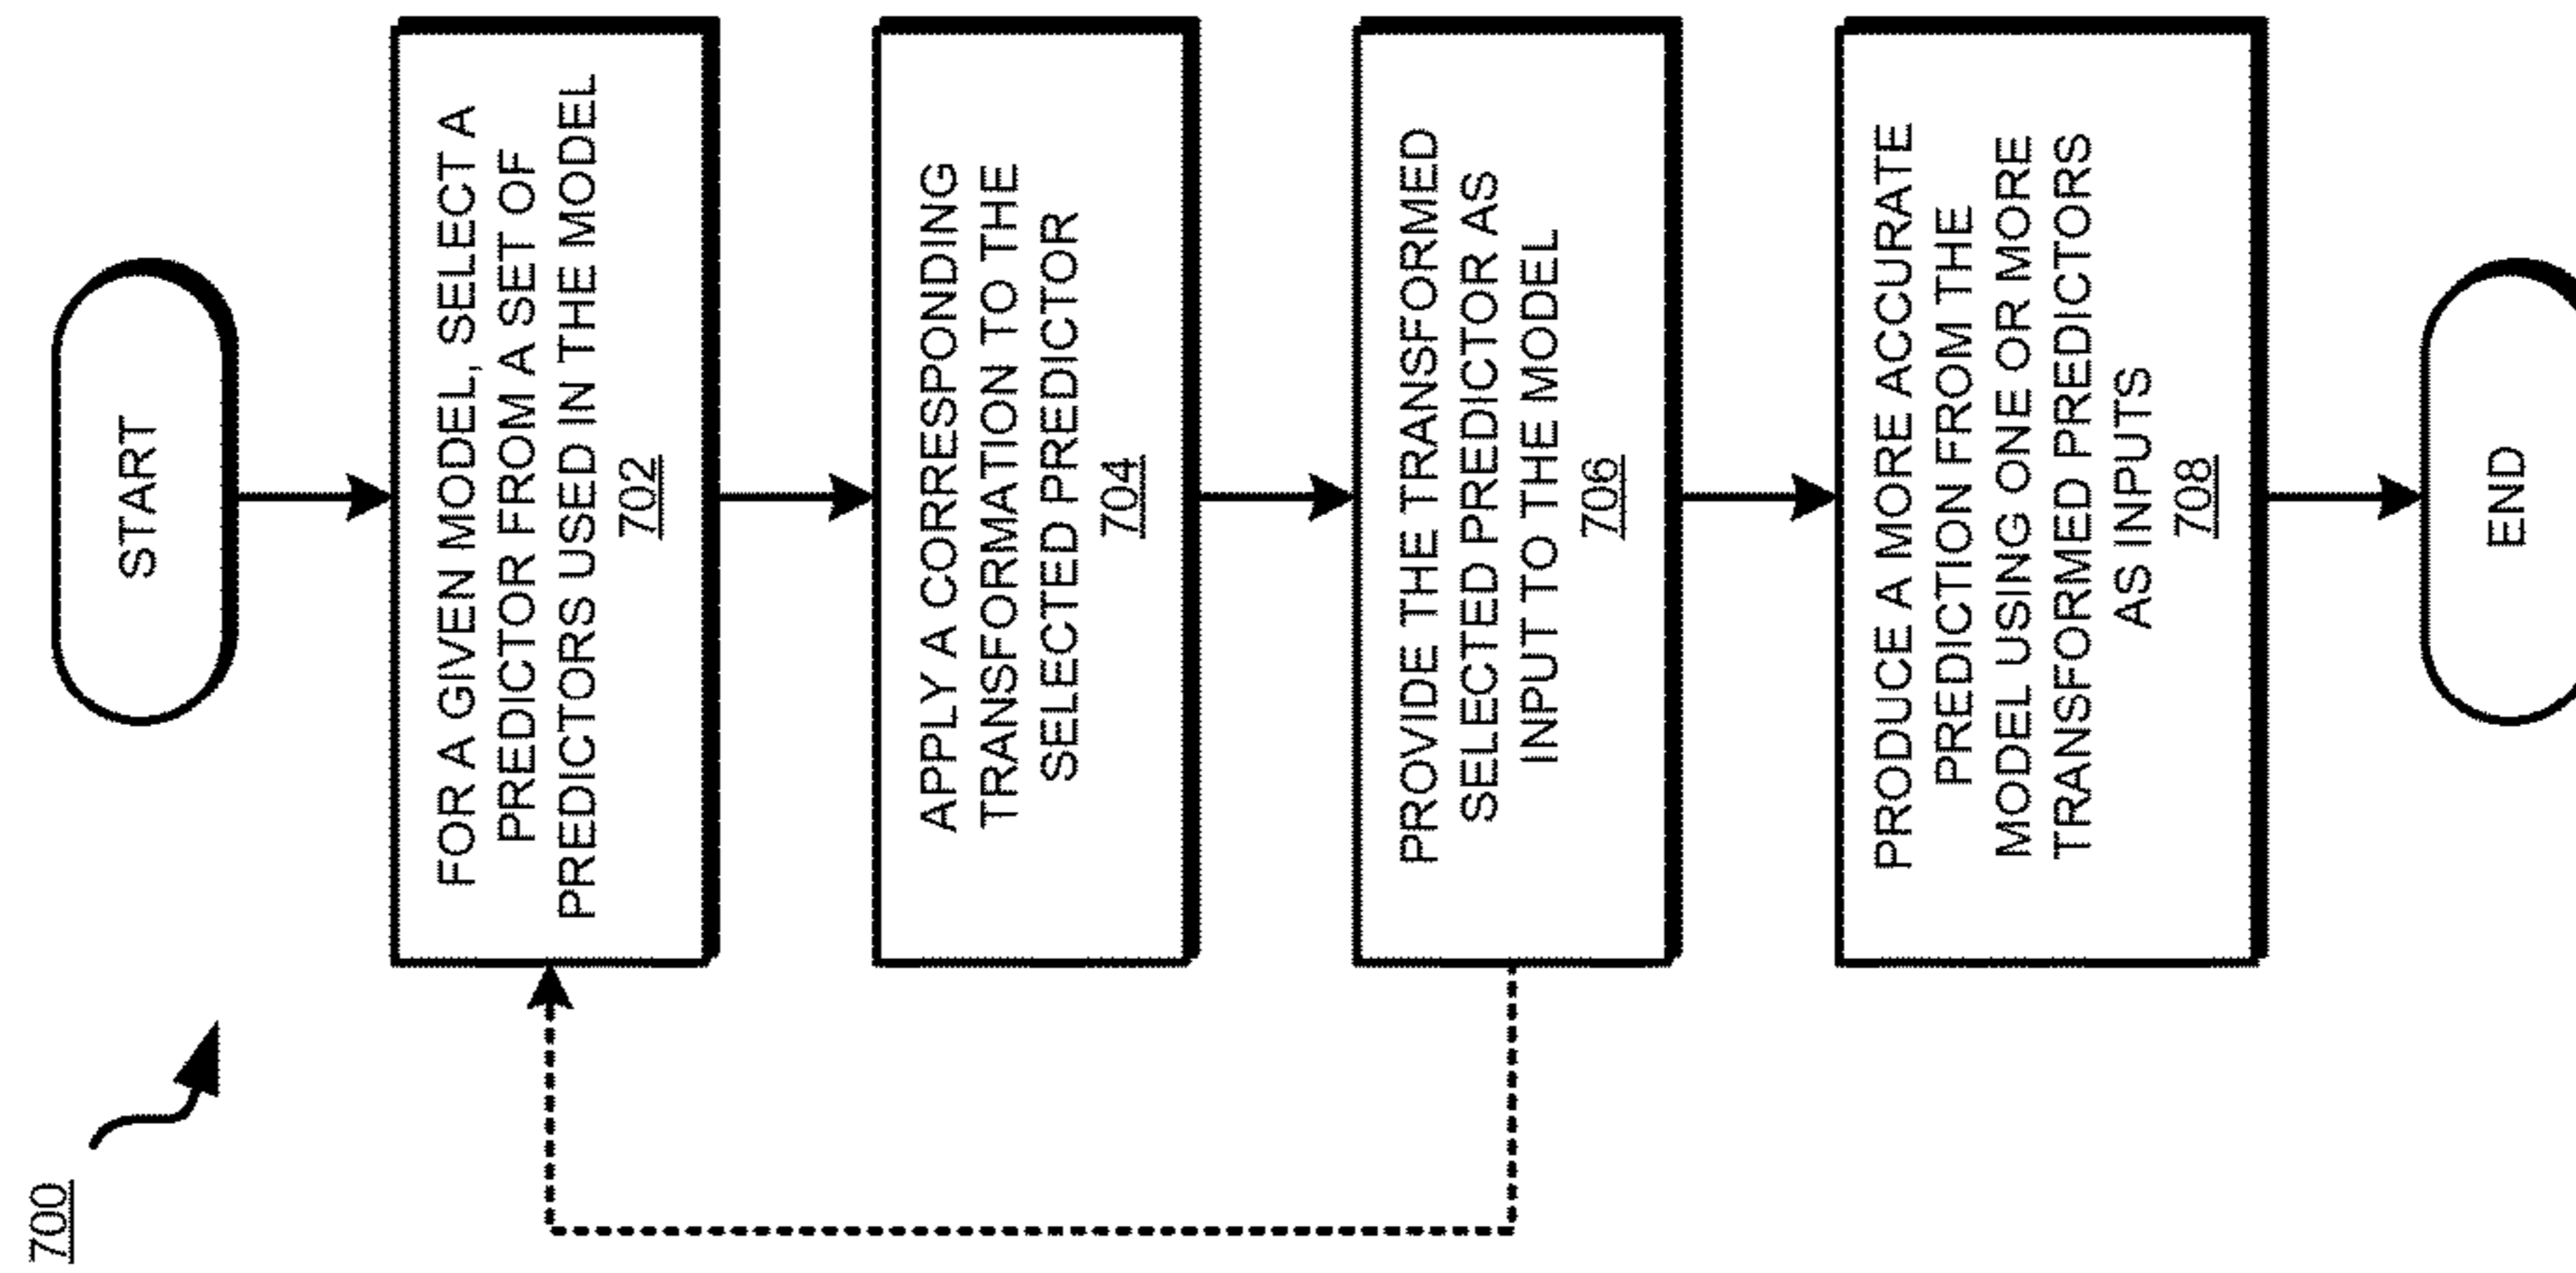 700
START
FOR A GIVEN MODEL, SELECT A
PREDICTOR FROM A SET OF
PREDICTORS USED IN THE MODEL
702
APPLY A CORRESPONDING
TRANSFORMATION TO THE
SELECTED PREDICTOR
704
PROVIDE THE TRANSFORMED
SELECTED PREDICTOR AS
INPUT TO THE MODEL
706
PRODUCE A MORE ACCURATE
PREDICTION FROM THE
MODEL USING ONE OR MORE
TRANSFORMED PREDICTORS
AS INPUTS
708
END